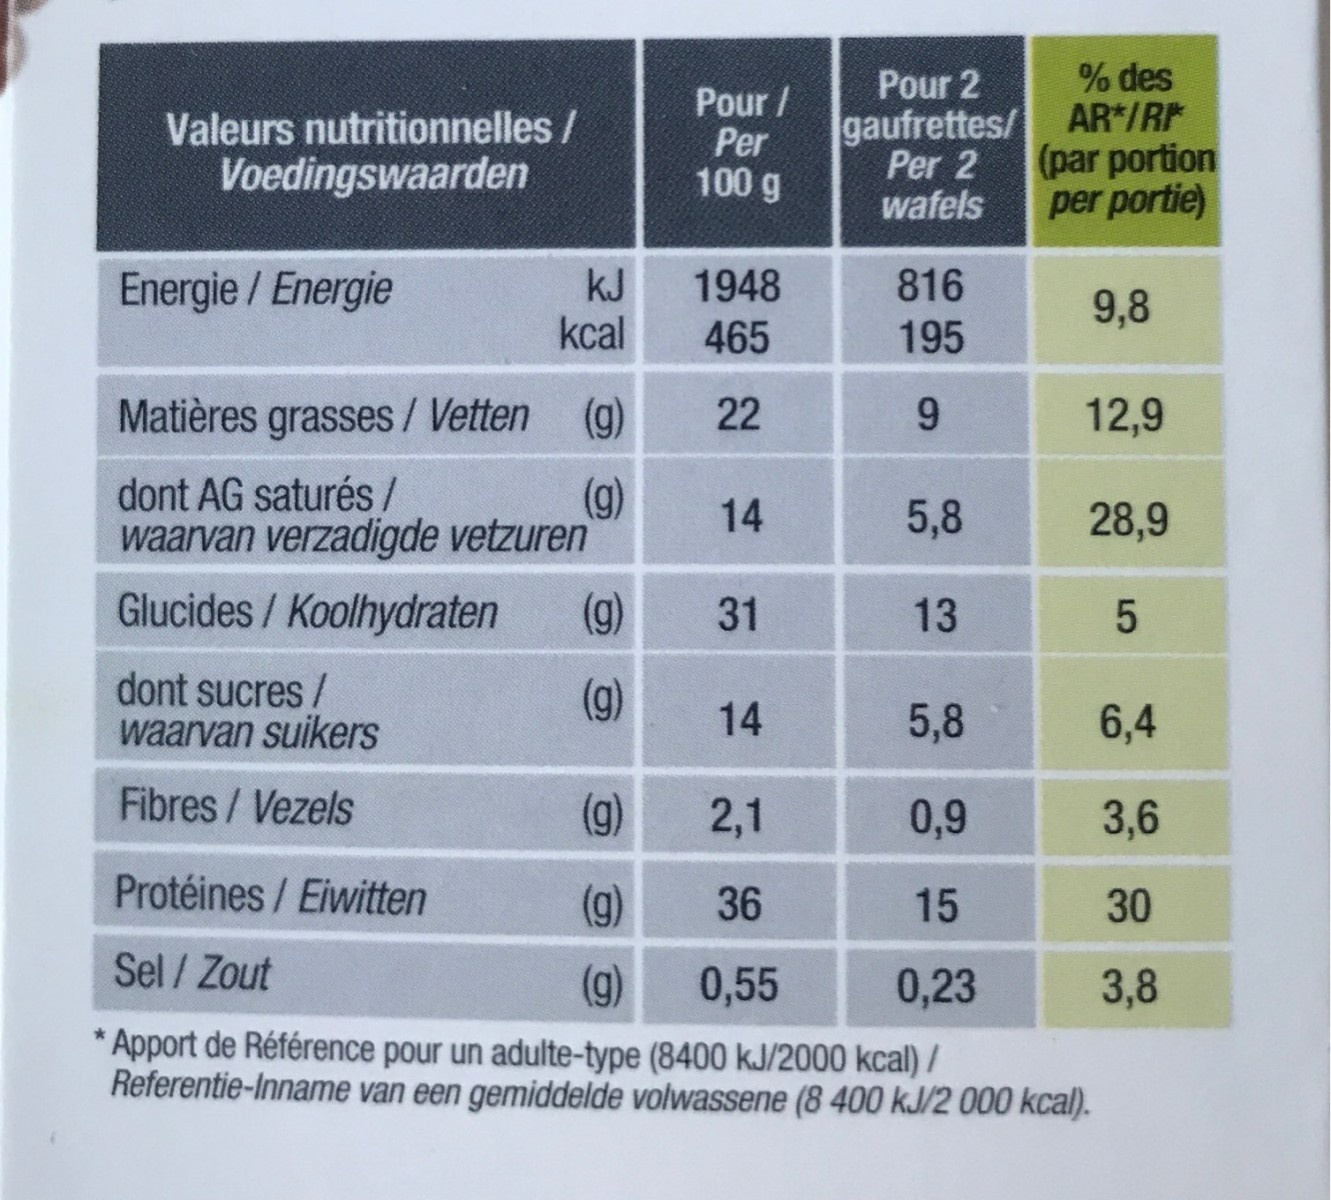 Valeurs nutritionnelles /
Voedingswaarden
Pour /
Per
100 g
Pour 2
gaufrettes/
Per 2
wafels
% des
AR*/RI*
(par portion
per portie)
Energie / Energie kJ 1948 816 9,8
kcal 465 195
Matières grasses / Vetten (g) 22 9 12,9
dont AG saturés / (g) 14 5,8 28,9
waarvan verzadigde vetzuren
Glucides / Koolhydraten (g) 31 13 5
dont sucres / (g) 14 5,8 6,4
waarvan suikers
Fibres / Vezels (g) 2,1 0,9 3,6
Protéines / Eiwitten (g) 36 15 30
Sel / Zout (g) 0,55 0,23 3,8
* Apport de Référence pour un adulte-type (8400 kJ/2000 kcal) /
Referentie-Inname van een gemiddelde volwassene (8 400 kJ/2 000 kcal).